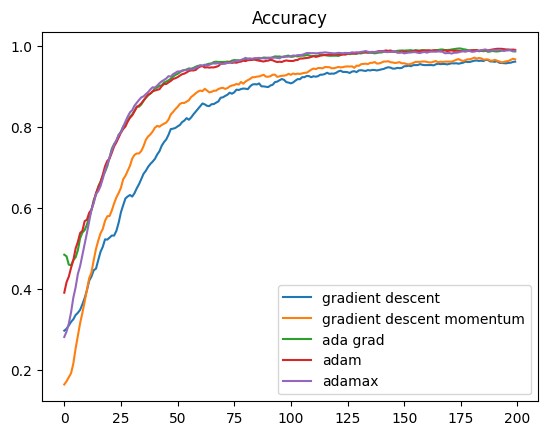 Accuracy
1.0
0.8
0.6
0.4
0.2
0 25 50 75 100 125 150 175 200
gradient descent
gradient descent momentum
ada grad
adam
adamax